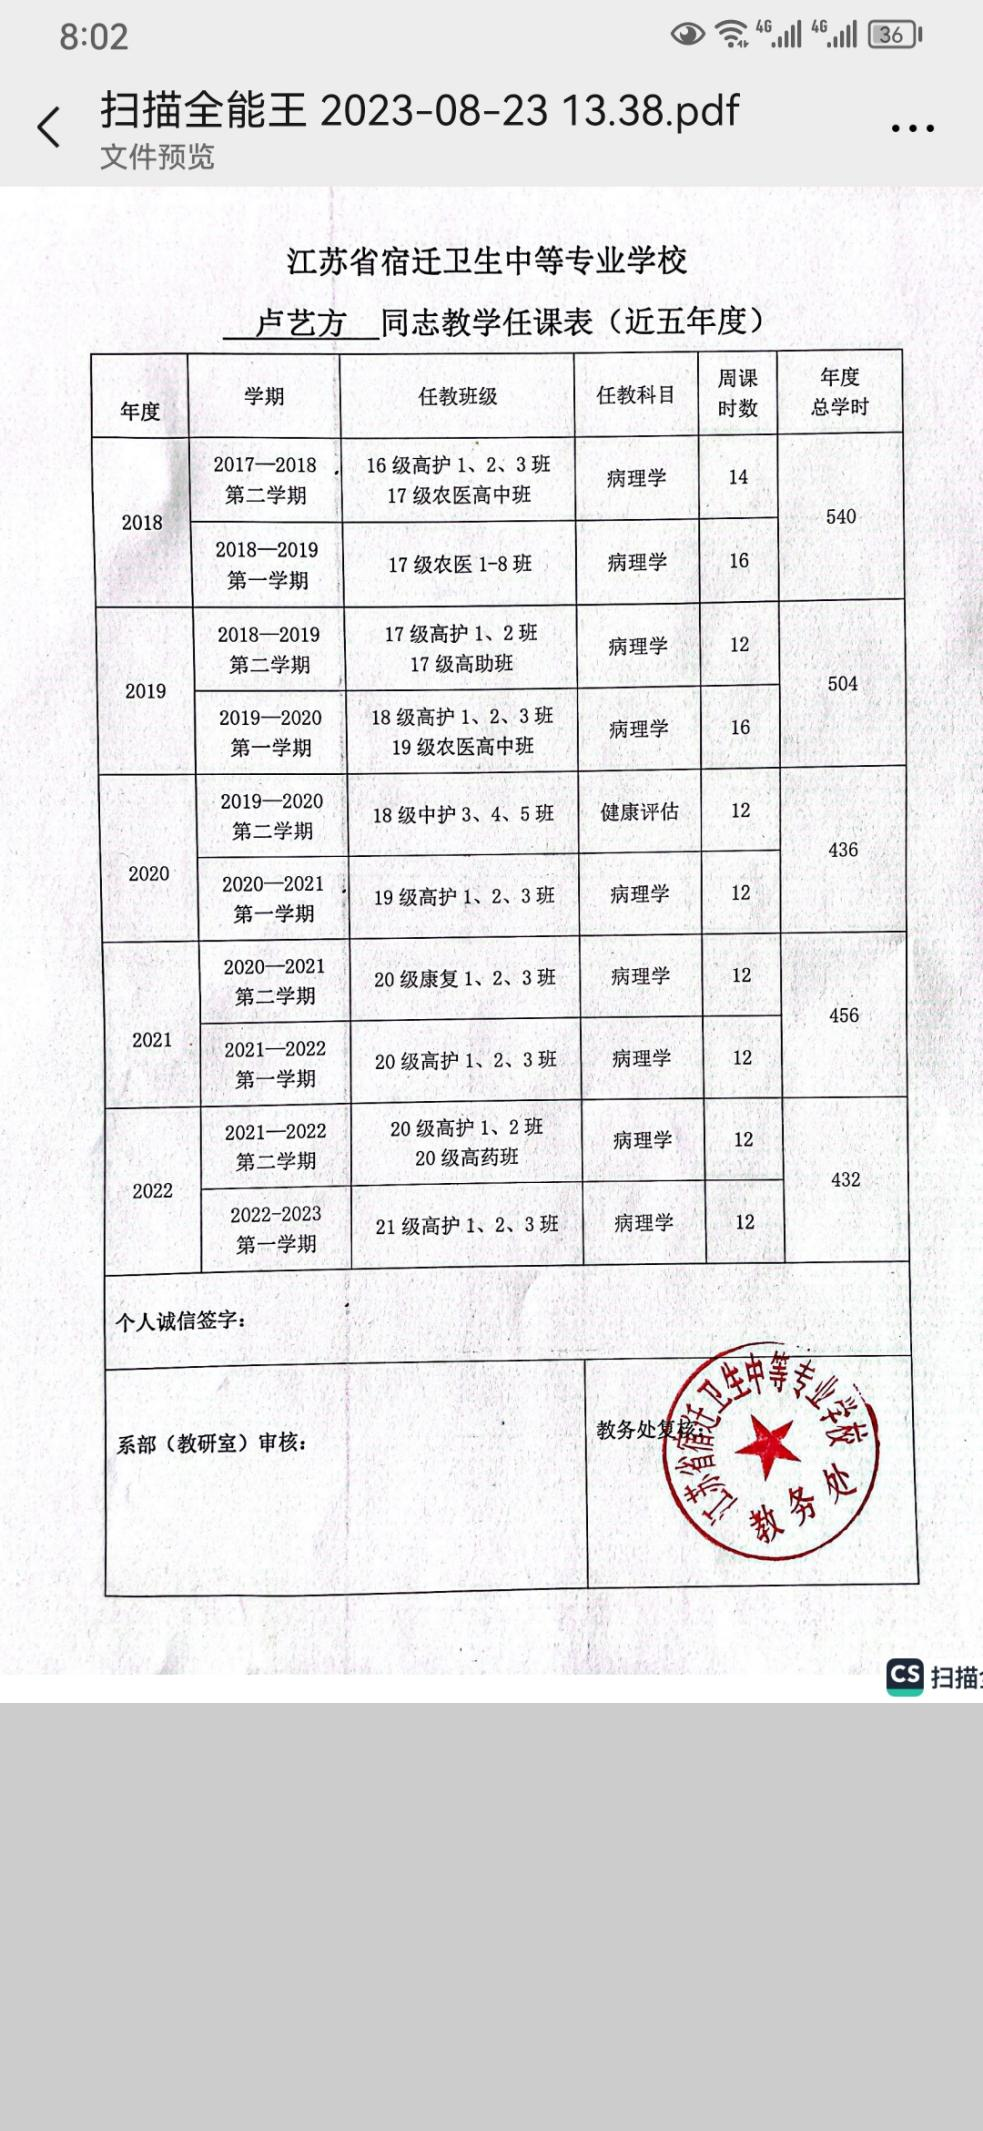 8:02
4G 4G 36
扫描全能王 2023-08-23 13.38.pdf
文件预览
江苏省宿迁卫生中等专业学校
卢艺方 同志教学任课表（近五年度）
年度 学期 任教班级 任教科目 周课时数 年度总学时
2018
2017—2018
第二学期
16 级高护 1、2、3 班
17 级农医高中班
病理学
14
540
2018—2019
第一学期
17 级农医 1-8 班
病理学
16
2019
2018—2019
第二学期
17 级高护 1、2 班
17 级高助班
病理学
12
504
2019—2020
第一学期
18 级高护 1、2、3 班
19 级农医高中班
病理学
16
2020
2019—2020
第二学期
18 级中护 3、4、5 班
健康评估
12
436
2020—2021
第一学期
19 级高护 1、2、3 班
病理学
12
2021
2020—2021
第二学期
20 级康复 1、2、3 班
病理学
12
456
2021—2022
第一学期
20 级高护 1、2、3 班
病理学
12
2022
2021—2022
第二学期
20 级高护 1、2 班
20 级高药班
病理学
12
432
2022-2023
第一学期
21 级高护 1、2、3 班
病理学
12
个人诚信签字：
系部（教研室）审核：
教务处复核：
江苏省宿迁卫生中等专业学校
教务处
CS 扫描